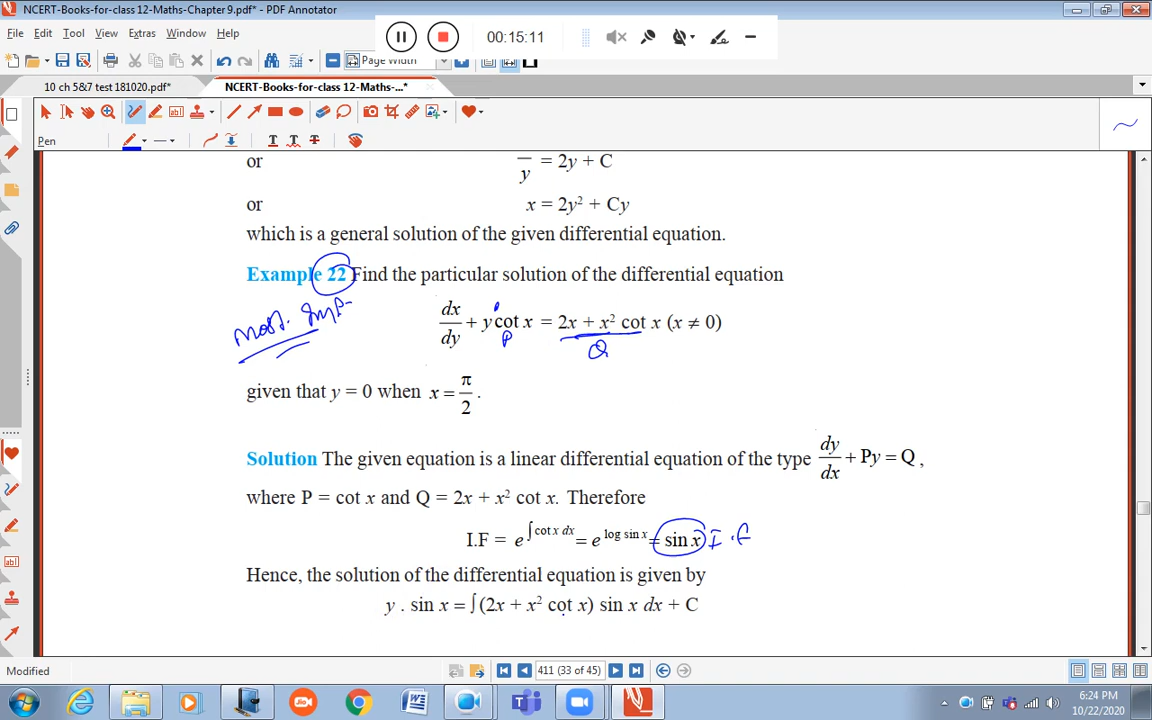 NCERT-Books-for-class 12-Maths-Chapter 9.pdf* - PDF Annotator
File Edit Tool View Extras Window Help
00:15:11
Page Width
10 ch 5&7 test 181020.pdf*
NCERT-Books-for-class 12-Maths-...*
Pen
or y = 2y + C
or x = 2y² + Cy
which is a general solution of the given differential equation.
Example 22 Find the particular solution of the differential equation
dx/dy + y cot x = 2x + x² cot x (x ≠ 0)
P
Q
given that y = 0 when x = π/2.
Solution The given equation is a linear differential equation of the type dy/dx + Py = Q,
where P = cot x and Q = 2x + x² cot x. Therefore
I.F = e^∫cot x dx = e^log sin x = sin x I.F
Hence, the solution of the differential equation is given by
y . sin x = ∫(2x + x² cot x) sin x dx + C
Modified
411 (33 of 45)
6:24 PM
10/22/2020